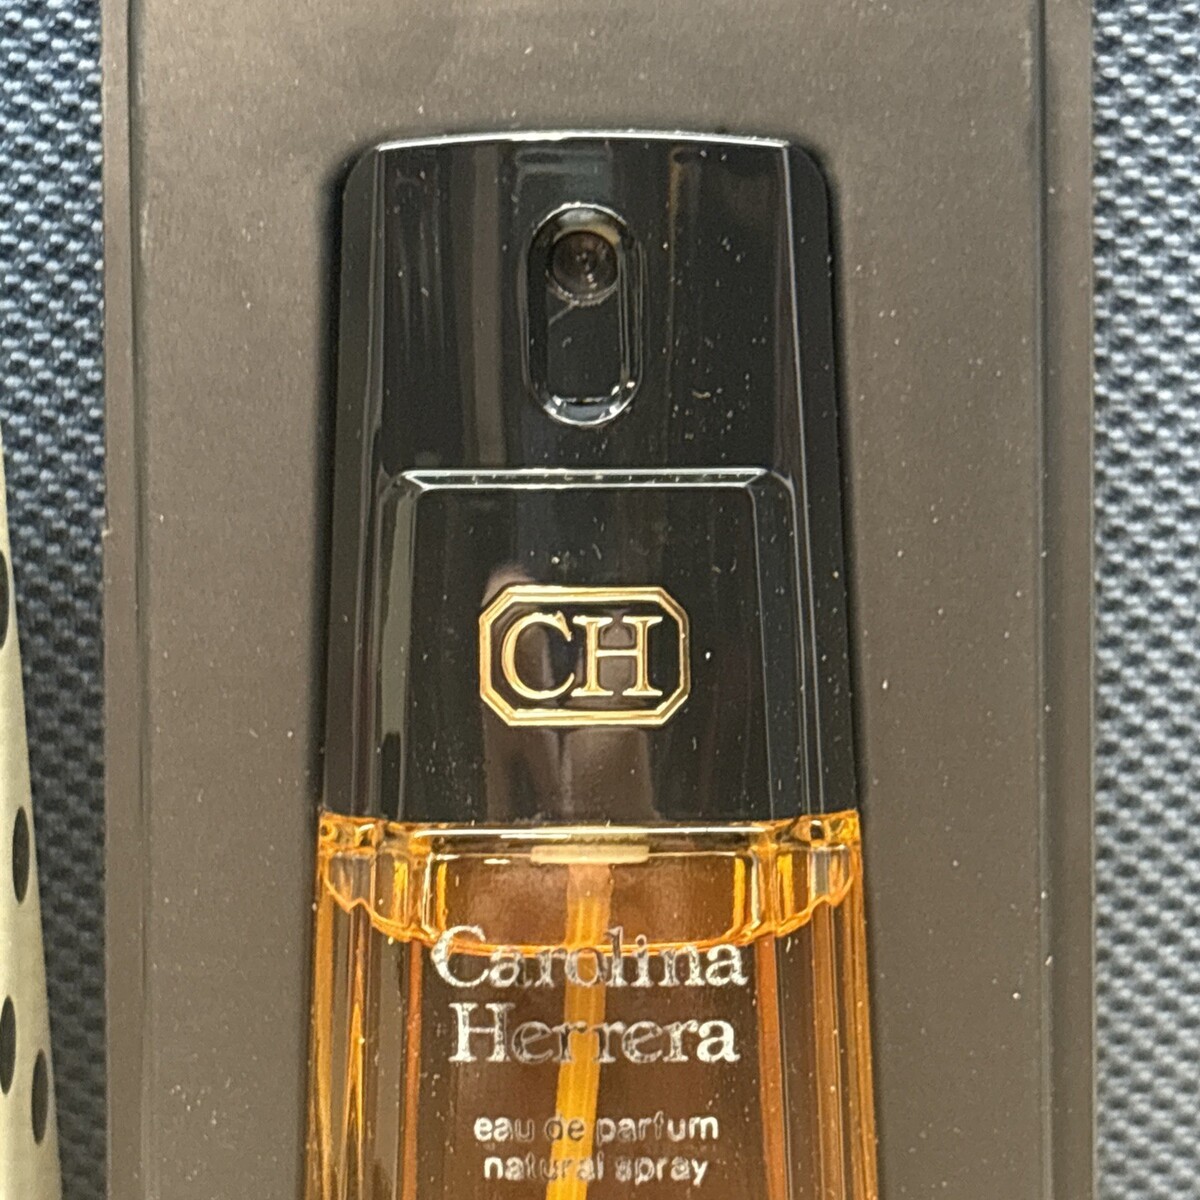 CH
Carolina
Herrera
eau de parfum
natural spray